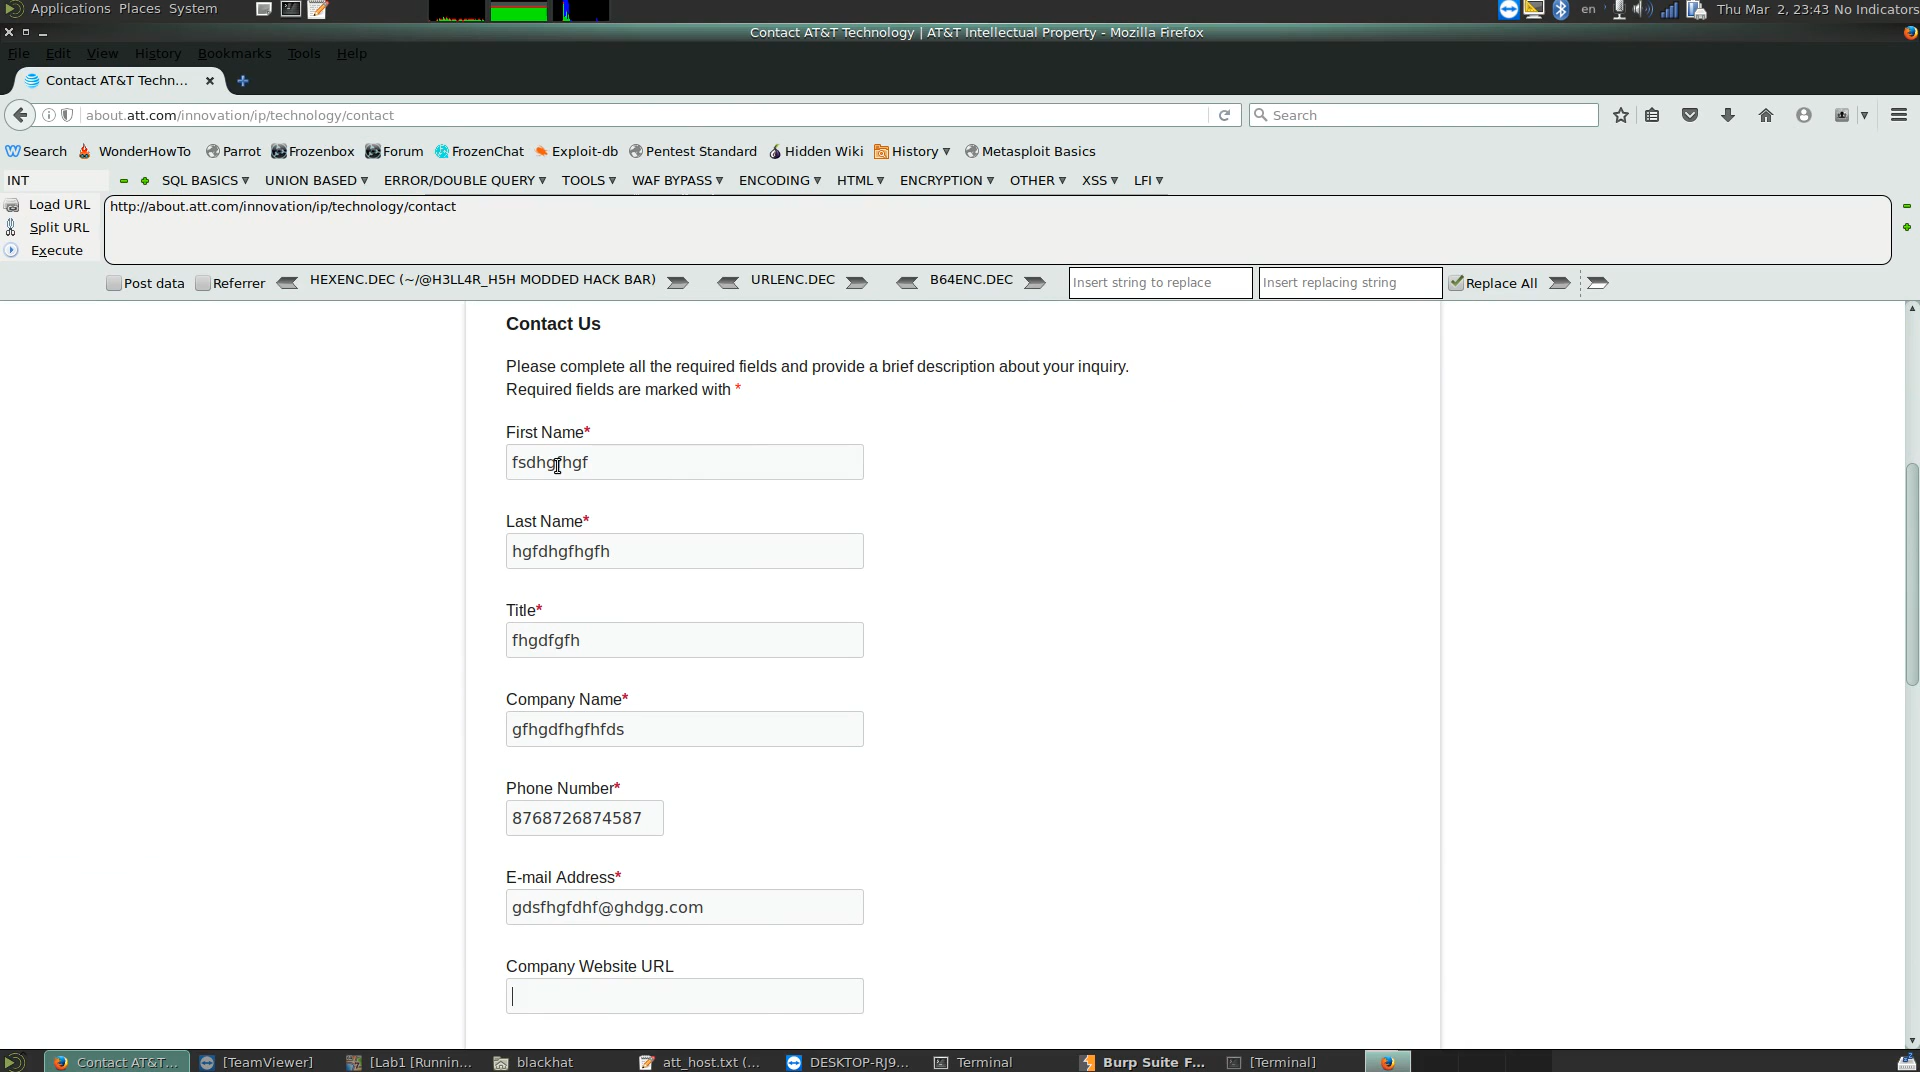 Applications Places System
en
Thu Mar 2, 23:43 No Indicators
Contact AT&T Technology | AT&T Intellectual Property - Mozilla Firefox
File Edit View History Bookmarks Tools Help
Contact AT&T Techn...
about.att.com/innovation/ip/technology/contact
Search
Search WonderHowTo Parrot Frozenbox Forum FrozenChat Exploit-db Pentest Standard Hidden Wiki History Metasploit Basics
INT SQL BASICS UNION BASED ERROR/DOUBLE QUERY TOOLS WAF BYPASS ENCODING HTML ENCRYPTION OTHER XSS LFI
Load URL
http://about.att.com/innovation/ip/technology/contact
Split URL
Execute
Post data Referrer HEXENC.DEC (~/@H3LL4R_H5H MODDED HACK BAR) URLENC.DEC B64ENC.DEC Insert string to replace Insert replacing string Replace All
Contact Us
Please complete all the required fields and provide a brief description about your inquiry.
Required fields are marked with *
First Name*
fsdhgfhgf
Last Name*
hgfdhgfhgfh
Title*
fhgdfgfh
Company Name*
gfhgdfhgfhfds
Phone Number*
8768726874587
E-mail Address*
gdsfhgfdhf@ghdgg.com
Company Website URL
Contact AT&T... [TeamViewer] [Lab1 [Runnin... blackhat att_host.txt (... DESKTOP-RJ9... Terminal Burp Suite F... [Terminal]